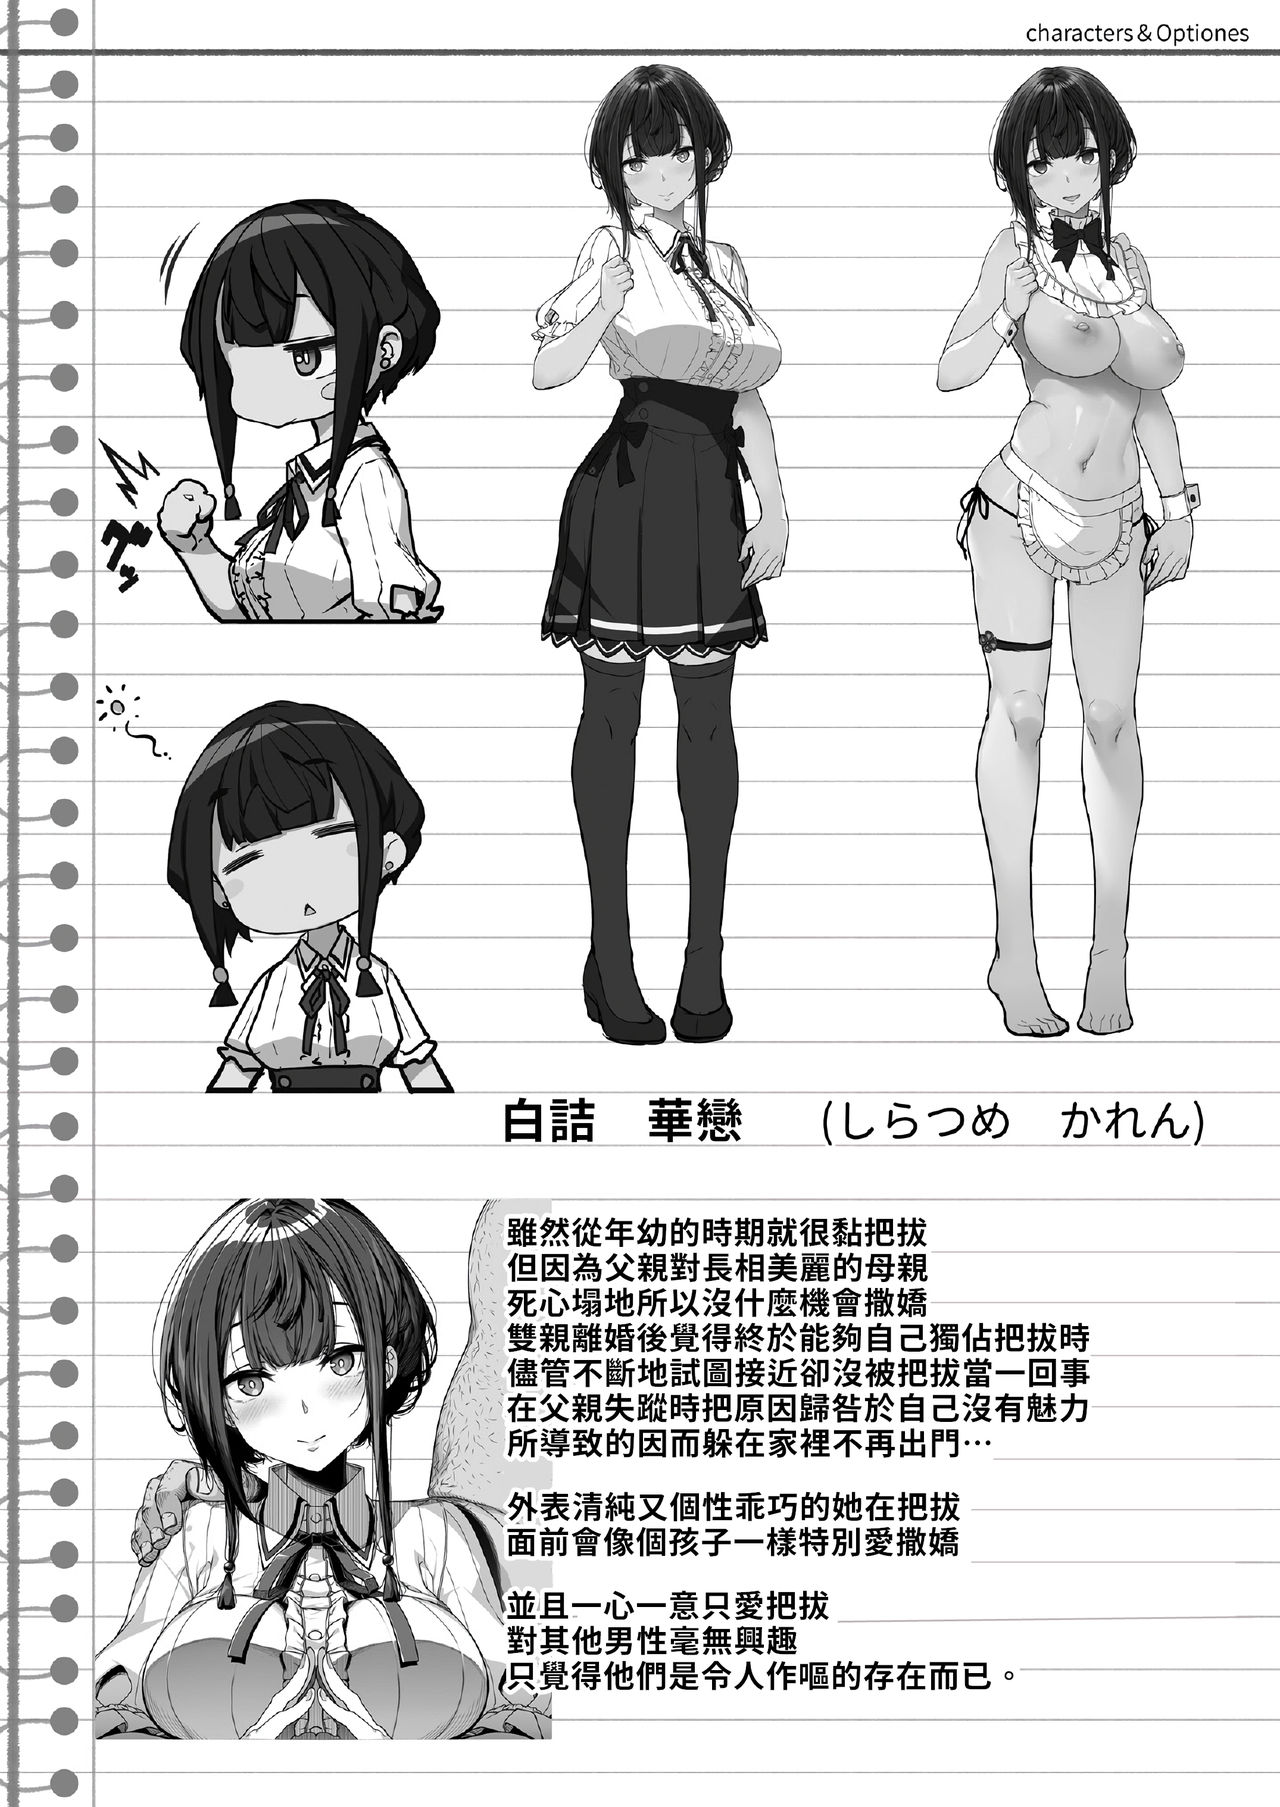 characters＆Optiones
グッ
白詰　華戀　(しらつめ　かれん)
雖然從年幼的時期就很黏把拔
但因為父親對長相美麗的母親
死心塌地所以沒什麼機會撒嬌
雙親離婚後覺得終於能夠自己獨佔把拔時
儘管不斷地試圖接近卻沒被把拔當一回事
在父親失蹤時把原因歸咎於自己沒有魅力
所導致的因而躲在家裡不再出門…
外表清純又個性乖巧的她在把拔
面前會像個孩子一樣特別愛撒嬌
並且一心一意只愛把拔
對其他男性毫無興趣
只覺得他們是令人作嘔的存在而已。